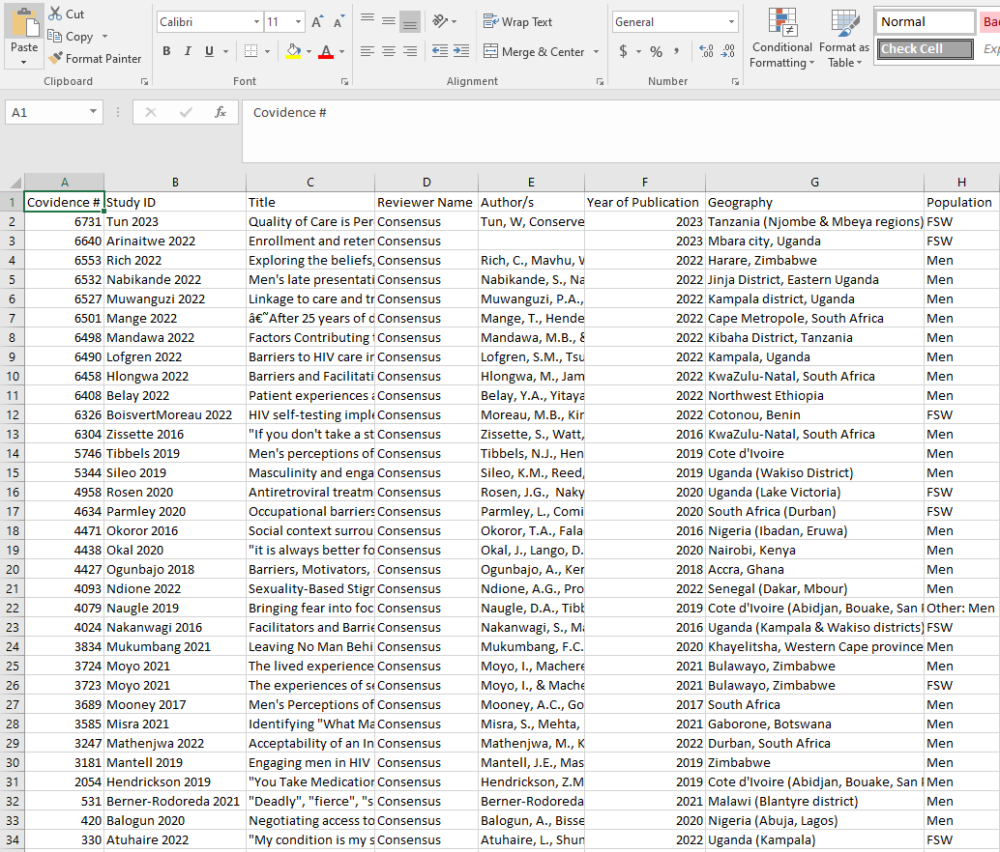 Cut
Copy
Paste
Format Painter
Clipboard
Calibri 11 A A
B I U A
Font
Wrap Text
Merge & Center
Alignment
General
$ % , .0 .00 .00 .0
Number
Conditional Formatting
Format as Table
Normal Ba
Check Cell Exp
A1 fx Covidence #
A B C D E F G H
1 Covidence # Study ID Title Reviewer Name Author/s Year of Publication Geography Population
2 6731 Tun 2023 Quality of Care is Per Consensus Tun, W, Conserve 2023 Tanzania (Njombe & Mbeya regions) FSW
3 6640 Arinaitwe 2022 Enrollment and reten Consensus 2023 Mbara city, Uganda FSW
4 6553 Rich 2022 Exploring the beliefs, Consensus Rich, C., Mavhu, W 2022 Harare, Zimbabwe Men
5 6532 Nabikande 2022 Men's late presentati Consensus Nabikande, S., Na 2022 Jinja District, Eastern Uganda Men
6 6527 Muwanguzi 2022 Linkage to care and tr Consensus Muwanguzi, P.A., 2022 Kampala district, Uganda Men
7 6501 Mange 2022 â€˜After 25 years of d Consensus Mange, T., Hende 2022 Cape Metropole, South Africa Men
8 6498 Mandawa 2022 Factors Contributing t Consensus Mandawa, M.B., & 2022 Kibaha District, Tanzania Men
9 6490 Lofgren 2022 Barriers to HIV care ir Consensus Lofgren, S.M., Tsu 2022 Kampala, Uganda Men
10 6458 Hlongwa 2022 Barriers and Facilitati Consensus Hlongwa, M., Jam 2022 KwaZulu-Natal, South Africa Men
11 6408 Belay 2022 Patient experiences a Consensus Belay, Y.A., Yitaya 2022 Northwest Ethiopia Men
12 6326 BoisvertMoreau 2022 HIV self-testing imple Consensus Moreau, M.B., Kir 2022 Cotonou, Benin FSW
13 6304 Zissette 2016 "If you don't take a st Consensus Zissette, S., Watt, 2016 KwaZulu-Natal, South Africa Men
14 5746 Tibbels 2019 Men's perceptions of Consensus Tibbels, N.J., Hen 2019 Cote d'Ivoire Men
15 5344 Sileo 2019 Masculinity and enga Consensus Sileo, K.M., Reed, 2019 Uganda (Wakiso District) Men
16 4958 Rosen 2020 Antiretroviral treatm Consensus Rosen, J.G., Naky 2020 Uganda (Lake Victoria) FSW
17 4634 Parmley 2020 Occupational barriers Consensus Parmley, L., Comi 2020 South Africa (Durban) FSW
18 4471 Okoror 2016 Social context surrou Consensus Okoror, T.A., Fala 2016 Nigeria (Ibadan, Eruwa) Men
19 4438 Okal 2020 "it is always better fo Consensus Okal, J., Lango, D. 2020 Nairobi, Kenya Men
20 4427 Ogunbajo 2018 Barriers, Motivators, Consensus Ogunbajo, A., Ker 2018 Accra, Ghana Men
21 4093 Ndione 2022 Sexuality-Based Stigr Consensus Ndione, A.G., Pro 2022 Senegal (Dakar, Mbour) Men
22 4079 Naugle 2019 Bringing fear into foc Consensus Naugle, D.A., Tibb 2019 Cote d'Ivoire (Abidjan, Bouake, San Other: Men
23 4024 Nakanwagi 2016 Facilitators and Barrie Consensus Nakanwagi, S., Ma 2016 Uganda (Kampala & Wakiso districts) FSW
24 3834 Mukumbang 2021 Leaving No Man Behi Consensus Mukumbang, F.C. 2020 Khayelitsha, Western Cape province Men
25 3724 Moyo 2021 The lived experience Consensus Moyo, I., Machere 2021 Bulawayo, Zimbabwe Men
26 3723 Moyo 2021 The experiences of se Consensus Moyo, I., & Mache 2021 Bulawayo, Zimbabwe FSW
27 3689 Mooney 2017 Men's Perceptions of Consensus Mooney, A.C., Go 2017 South Africa Men
28 3585 Misra 2021 Identifying "What Ma Consensus Misra, S., Mehta, 2021 Gaborone, Botswana Men
29 3247 Mathenjwa 2022 Acceptability of an In Consensus Mathenjwa, M., K 2022 Durban, South Africa Men
30 3181 Mantell 2019 Engaging men in HIV Consensus Mantell, J.E., Mas 2019 Zimbabwe Men
31 2054 Hendrickson 2019 "You Take Medication Consensus Hendrickson, Z.M 2019 Cote d'Ivoire (Abidjan, Bouake, San Men
32 531 Berner-Rodoreda 2021 "Deadly", "fierce", "s Consensus Berner-Rodoreda 2021 Malawi (Blantyre district) Men
33 420 Balogun 2020 Negotiating access to Consensus Balogun, A., Bisse 2020 Nigeria (Abuja, Lagos) Men
34 330 Atuhaire 2022 "My condition is my s Consensus Atuhaire, L., Shun 2022 Uganda (Kampala) FSW